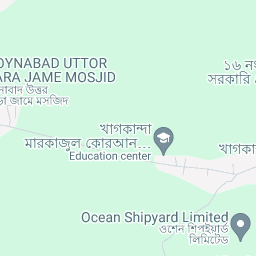 OYNABAD UTTOR
ARA JAME MOSJID
নাবাদ উত্তর
ড়া জামে মসজিদ
১৬ নং
সরকারি
খাগকান্দা
মারকাজুল কোরআন...
Education center
খাগকা
Ocean Shipyard Limited
ওশেন শিপইয়ার্ড
লিমিটেড